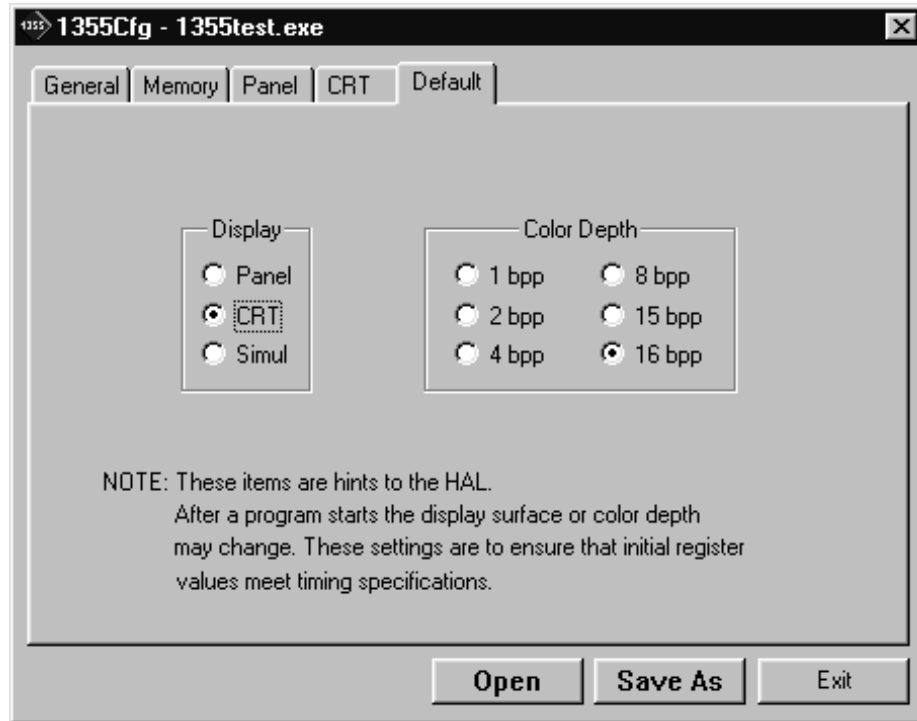 1355 1355Cfg - 1355test.exe
General Memory Panel CRT Default
Display
Panel
CRT
Simul
Color Depth
1 bpp 8 bpp
2 bpp 15 bpp
4 bpp 16 bpp
NOTE: These items are hints to the HAL.
After a program starts the display surface or color depth
may change. These settings are to ensure that initial register
values meet timing specifications.
Open Save As Exit